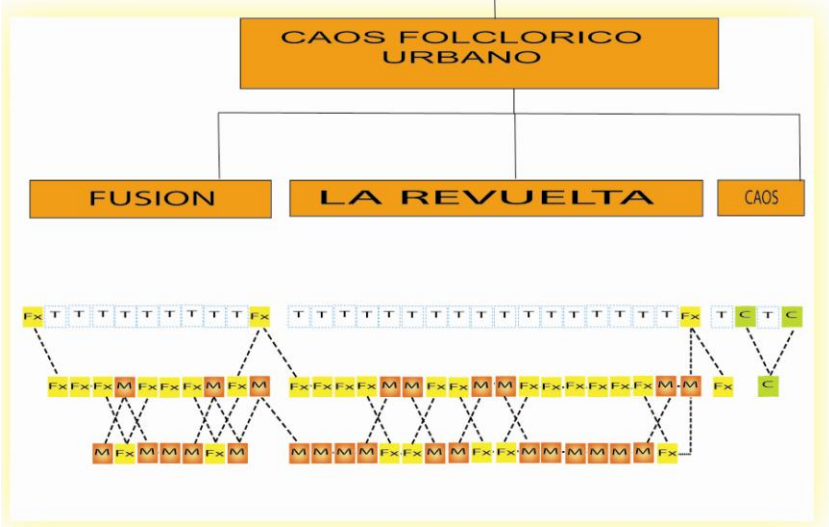 CAOS FOLCLORICO
URBANO
FUSION
LA REVUELTA
CAOS
Fx T T T T T T T T T Fx T T T T T T T T T T T T T T T T T Fx T C T C
Fx Fx Fx M Fx Fx Fx M Fx M Fx Fx Fx Fx M M Fx Fx M M Fx Fx Fx Fx Fx Fx M M Fx C
M Fx M M M Fx M M M M M Fx Fx M M Fx Fx M M M M M M Fx